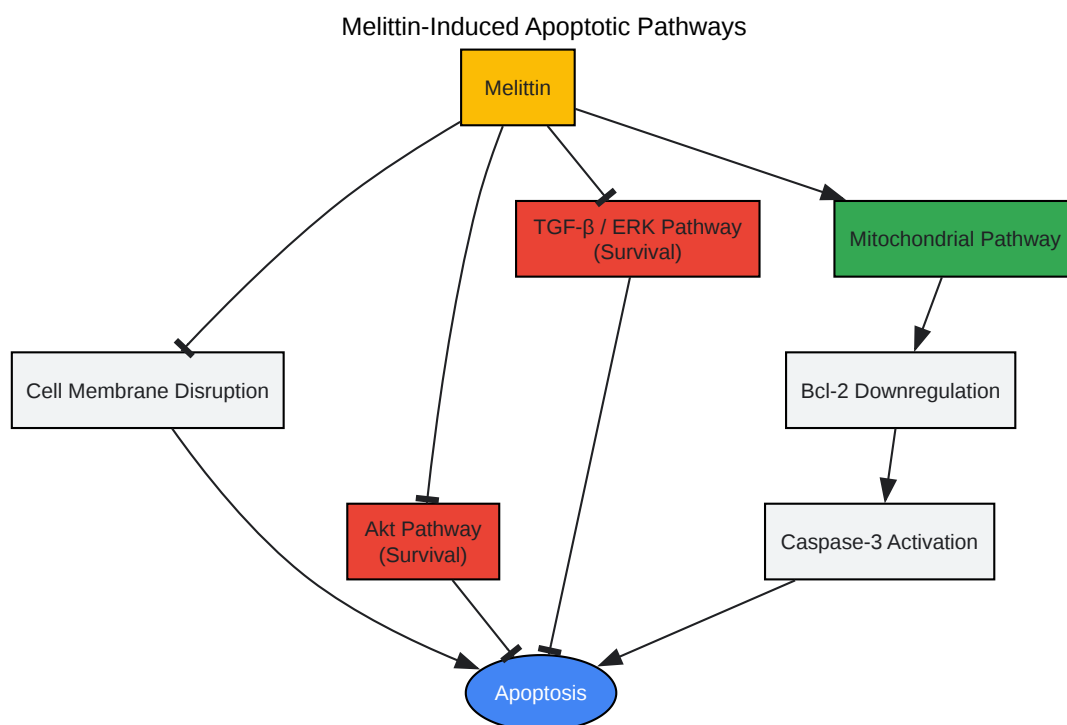 Melittin-Induced Apoptotic Pathways
Melittin
TGF-β / ERK Pathway
(Survival)
Mitochondrial Pathway
Cell Membrane Disruption
Bcl-2 Downregulation
Akt Pathway
(Survival)
Caspase-3 Activation
Apoptosis